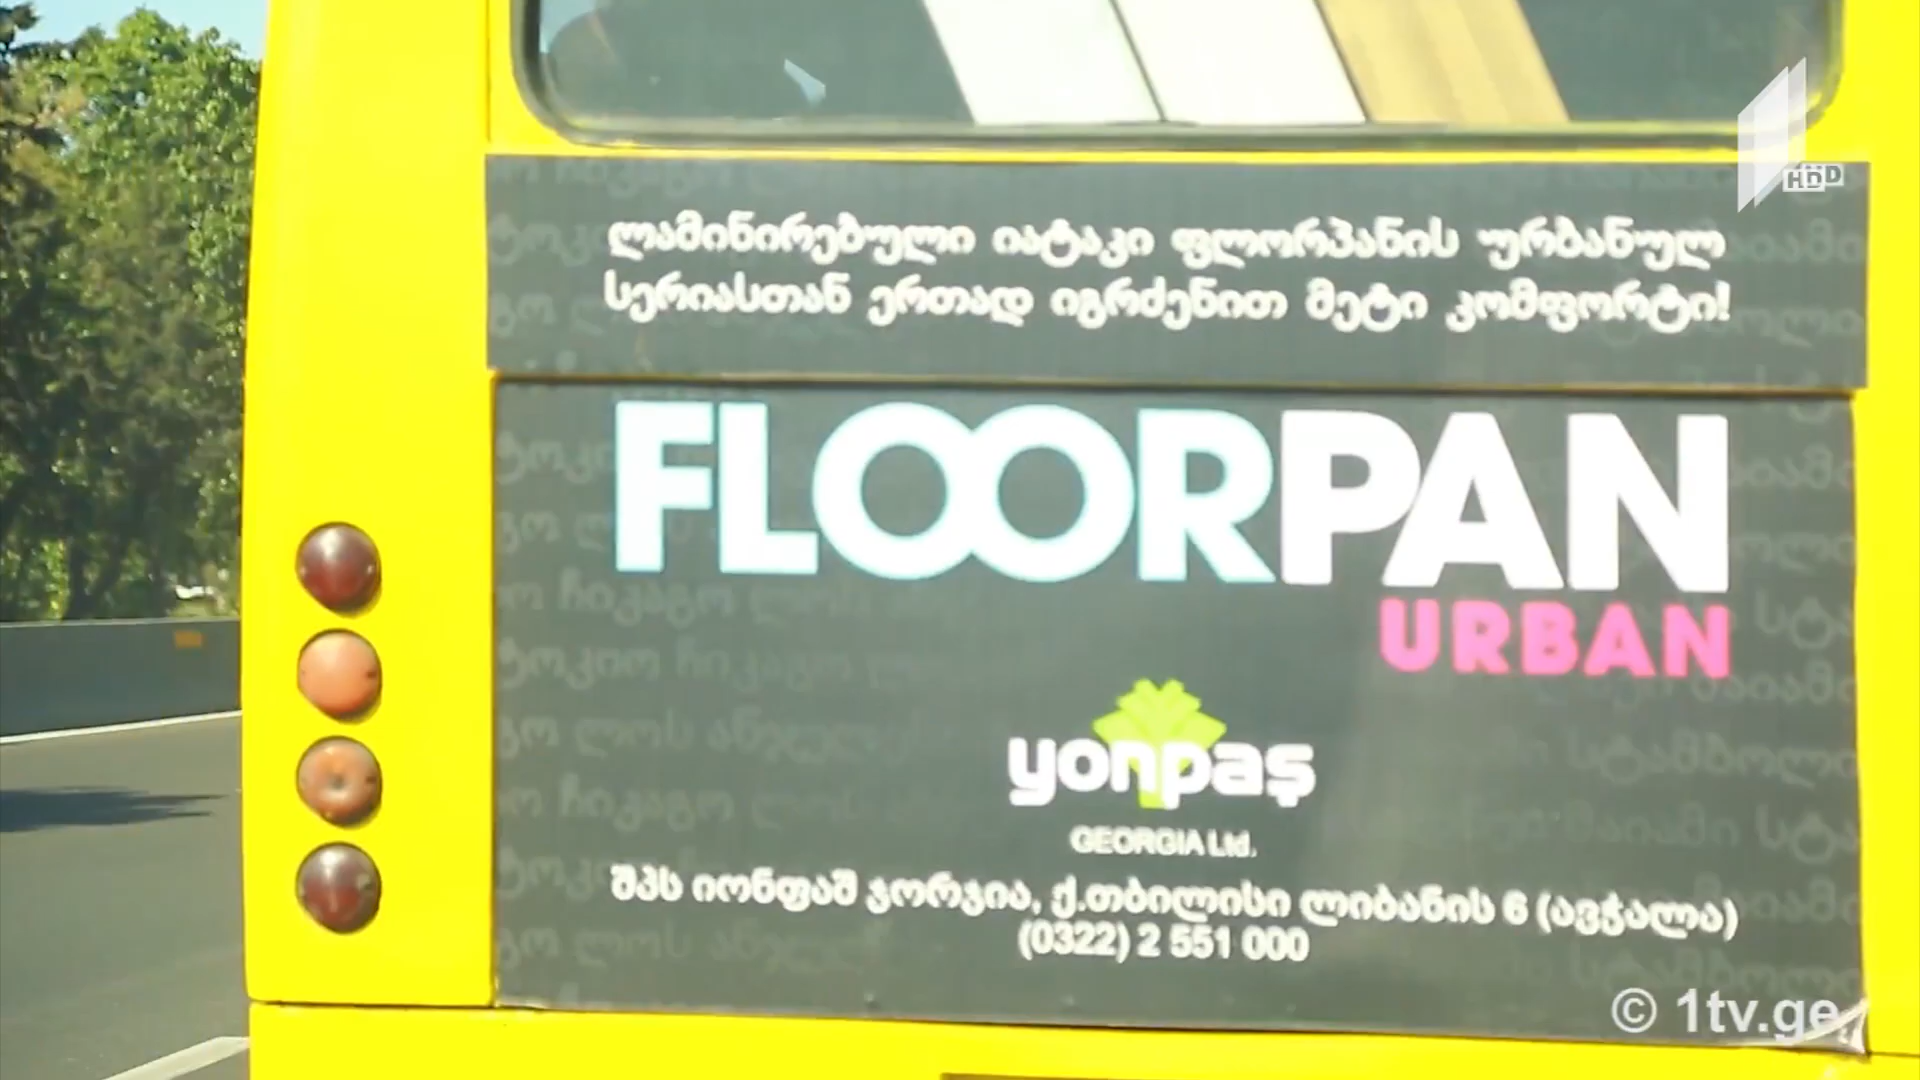 HD
ლამინირებული იატაკი ფლორპანის ურბანულ
სერიასთან ერთად იგრძენით მეტი კომფორტი!
FLOORPAN
URBAN
yonpaş
GEORGIA Ltd.
შპს იონფაშ ჯორჯია, ქ.თბილისი ლიბანის 6 (ავჭალა)
(0322) 2 551 000
© 1tv.ge